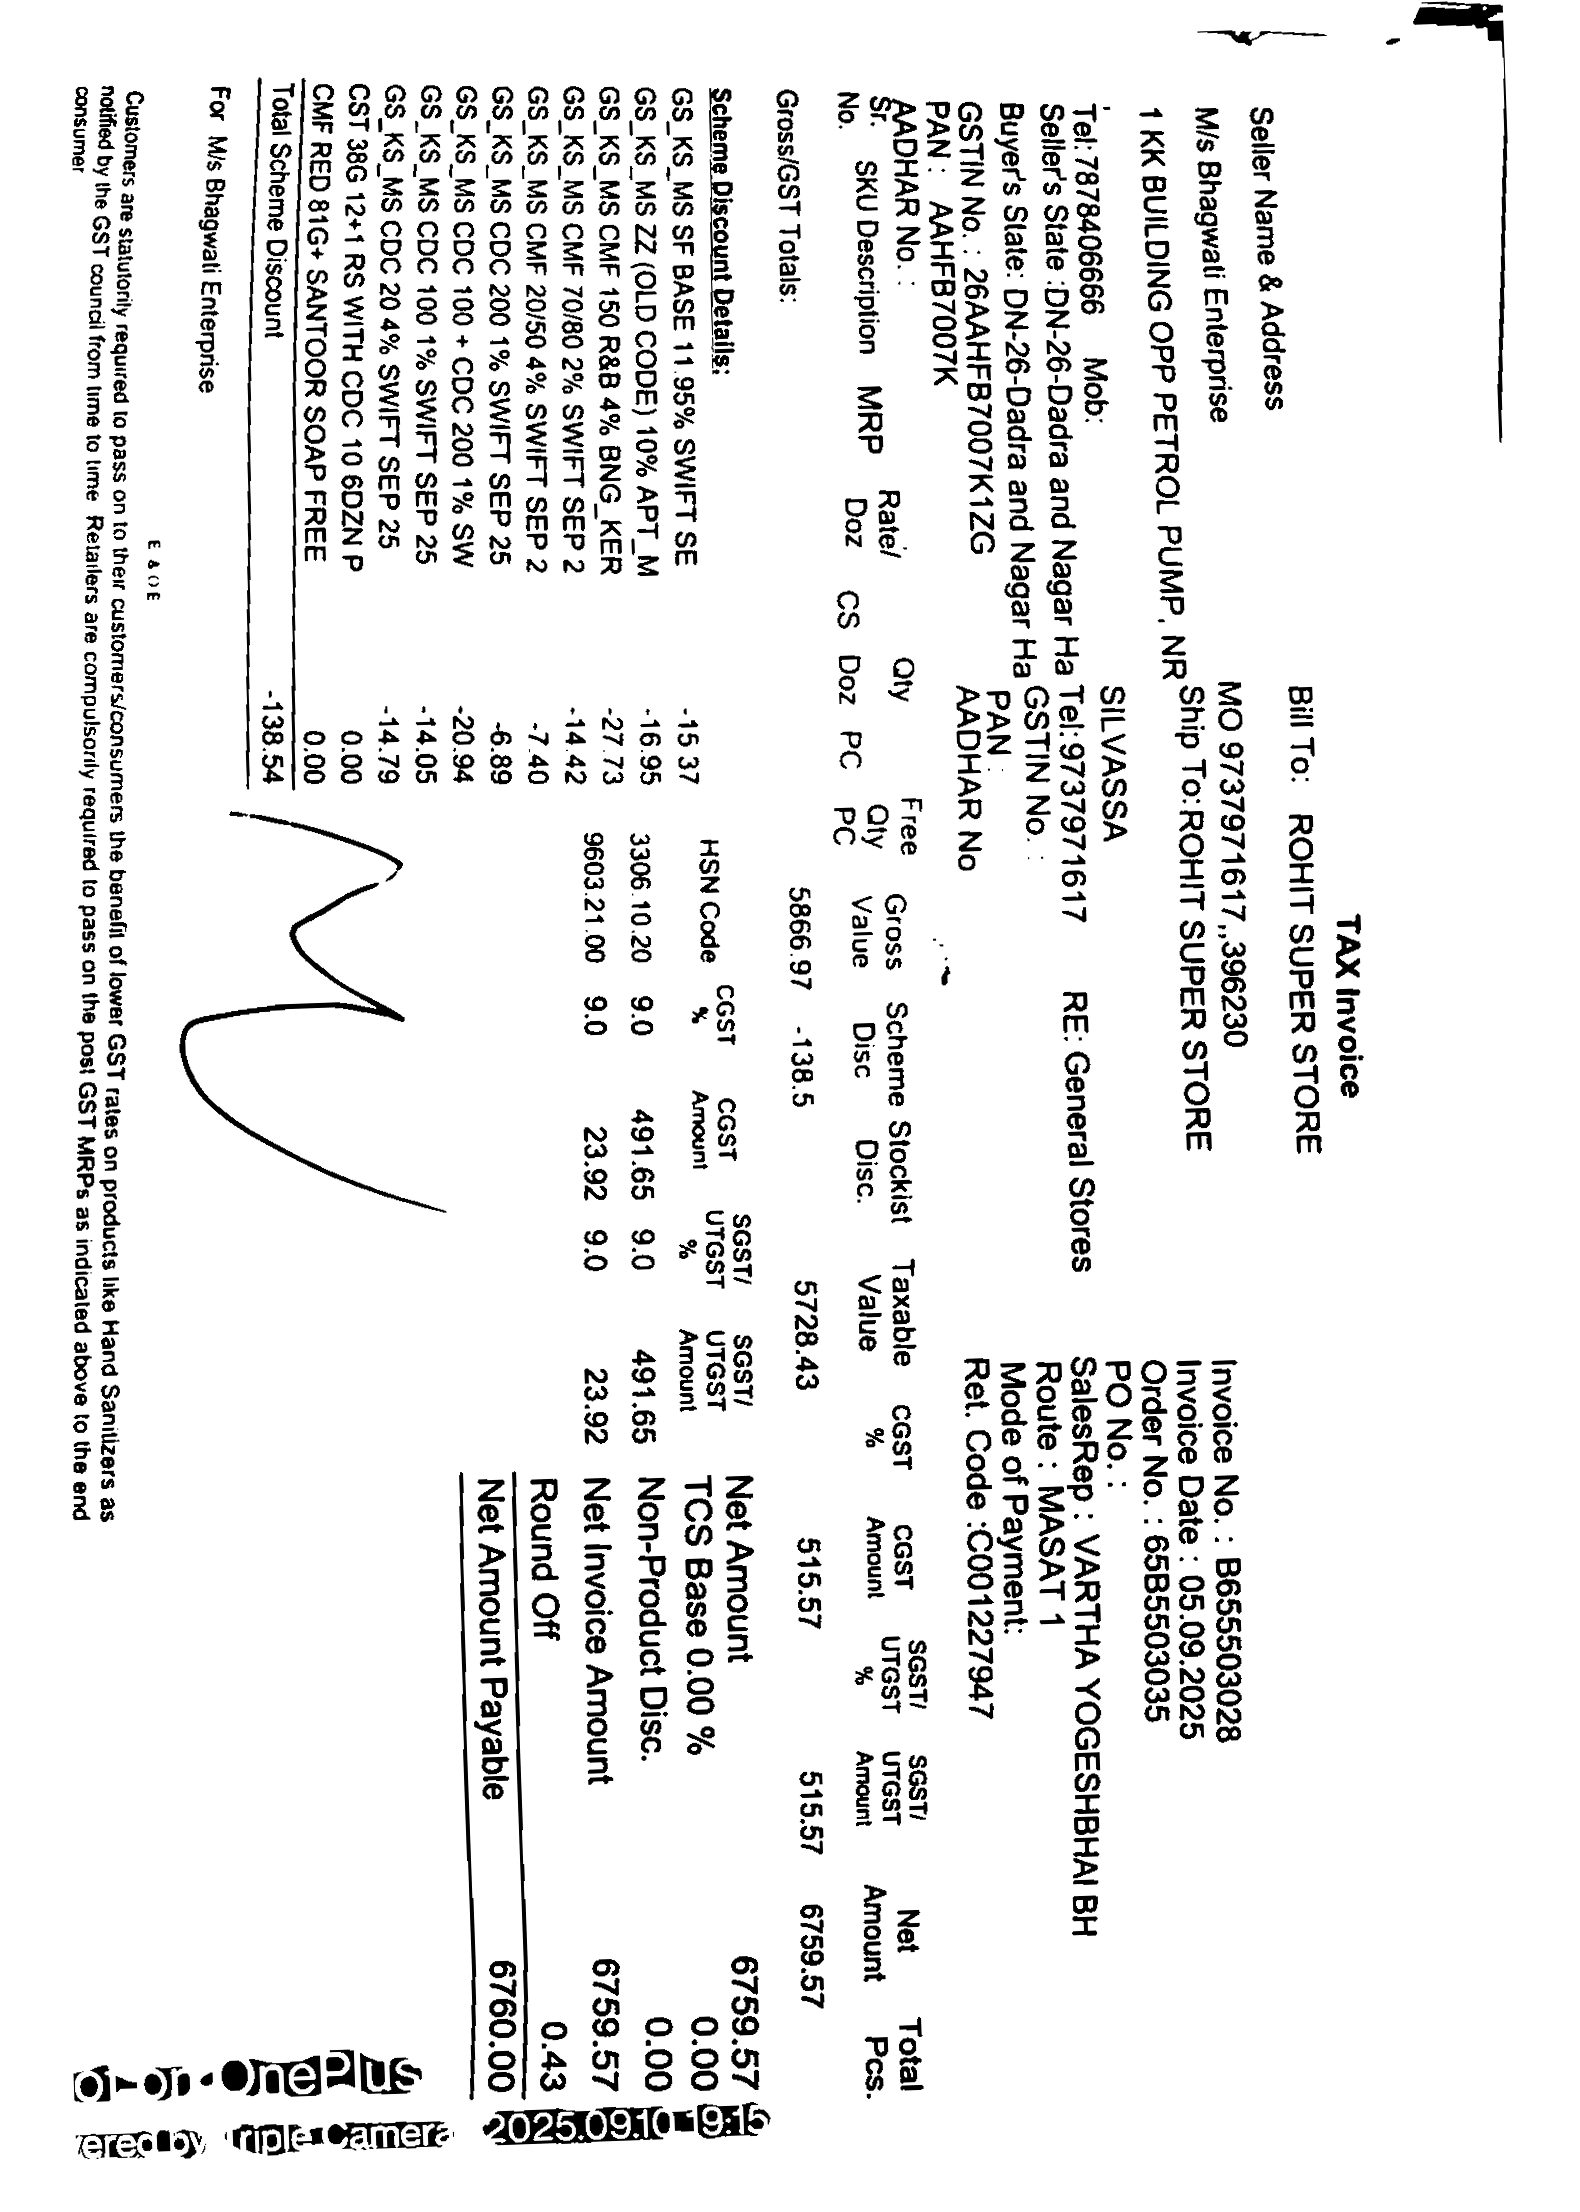 TAX Invoice
Seller Name & Address
M/s Bhagwati Enterprise
1 KK BUILDING OPP PETROL PUMP, NR
Tel: 7878406666 Mob:
Seller's State :DN-26-Dadra and Nagar Ha
Buyer's State: DN-26-Dadra and Nagar Ha
GSTIN No. : 26AAHFB7007K1ZG
PAN : AAHFB7007K
AADHAR No. :
Bill To: ROHIT SUPER STORE
MO 9737971617,,396230
Ship To: ROHIT SUPER STORE
SILVASSA
Tel: 9737971617 RE: General Stores
GSTIN No. :
PAN :
AADHAR No
Invoice No. : B655503028
Invoice Date : 05.09.2025
Order No. : 65B5503035
PO No. :
SalesRep : VARTHA YOGESHBHAI BH
Route : MASAT 1
Mode of Payment:
Ret. Code :C001227947
Sr. No. SKU Description MRP Rate/ Doz Qty CS Doz PC Free Qty PC Gross Value Scheme Disc Stockist Disc. Taxable Value CGST % CGST Amount SGST/ UTGST % SGST/ UTGST Amount Net Amount Total Pcs.
Gross/GST Totals: 5866.97 -138.5 5728.43 515.57 515.57 6759.57
Scheme Discount Details:
GS_KS_MS SF BASE 11.95% SWIFT SE -15.37
GS_KS_MS ZZ (OLD CODE) 10% APT_M -16.95
GS_KS_MS CMF 150 R&B 4% BNG_KER -27.73
GS_KS_MS CMF 70/80 2% SWIFT SEP 2 -14.42
GS_KS_MS CMF 20/50 4% SWIFT SEP 2 -7.40
GS_KS_MS CDC 200 1% SWIFT SEP 25 -6.89
GS_KS_MS CDC 100 + CDC 200 1% SW -20.94
GS_KS_MS CDC 100 1% SWIFT SEP 25 -14.05
GS_KS_MS CDC 20 4% SWIFT SEP 25 -14.79
CST 38G 12+1 RS WITH CDC 10 6DZN P 0.00
CMF RED 81G+ SANTOOR SOAP FREE 0.00
Total Scheme Discount -138.54
HSN Code CGST % CGST Amount SGST/ UTGST % SGST/ UTGST Amount
3306.10.20 9.0 491.65 9.0 491.65
9603.21.00 9.0 23.92 9.0 23.92
Net Amount 6759.57
TCS Base 0.00 % 0.00
Non-Product Disc. 0.00
Net Invoice Amount 6759.57
Round Off 0.43
Net Amount Payable 6760.00
For M/s Bhagwati Enterprise
E & O E
Customers are statutorily required to pass on to their customers/consumers the benefit of lower GST rates on products like Hand Sanitizers as
notified by the GST council from time to time Retailers are compulsorily required to pass on the post GST MRPs as indicated above to the end
consumer
on OnePlus
ered by Triple Camera 2025.09.10 19:15